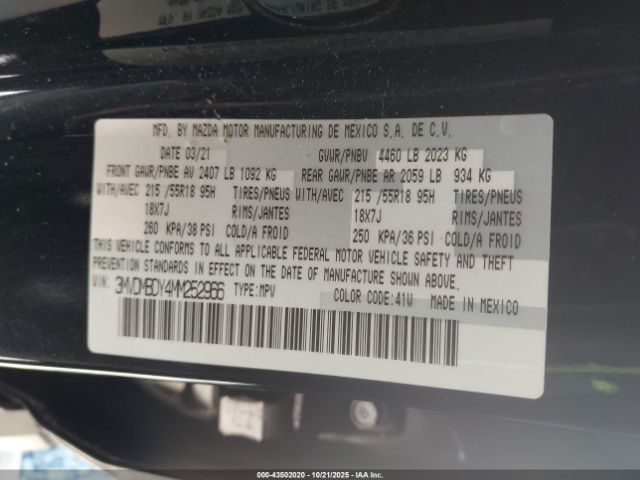 MFD. BY MAZDA MOTOR MANUFACTURING DE MEXICO S.A. DE C.V.
DATE 03/21 GVWR/PNBV 4460 LB 2023 KG
FRONT GAWR/PNBE AV 2407 LB 1092 KG REAR GAWR/PNBE AR 2059 LB 934 KG
WITH/AVEC 215 /55R18 95H TIRES/PNEUS WITH/AVEC 215 /55R18 95H TIRES/PNEUS
18X7J RIMS/JANTES 18X7J RIMS/JANTES
260 KPA/38 PSI COLD/A FROID 250 KPA/36 PSI COLD/A FROID
THIS VEHICLE CONFORMS TO ALL APPLICABLE FEDERAL MOTOR VEHICLE SAFETY AND THEFT
PREVENTION STANDARDS IN EFFECT ON THE DATE OF MANUFACTURE SHOWN ABOVE.
VIN: 3MVDMBDY4MM252966 TYPE:MPV COLOR CODE:41W MADE IN MEXICO
000-43502020 - 10/21/2025 - IAAI Copart